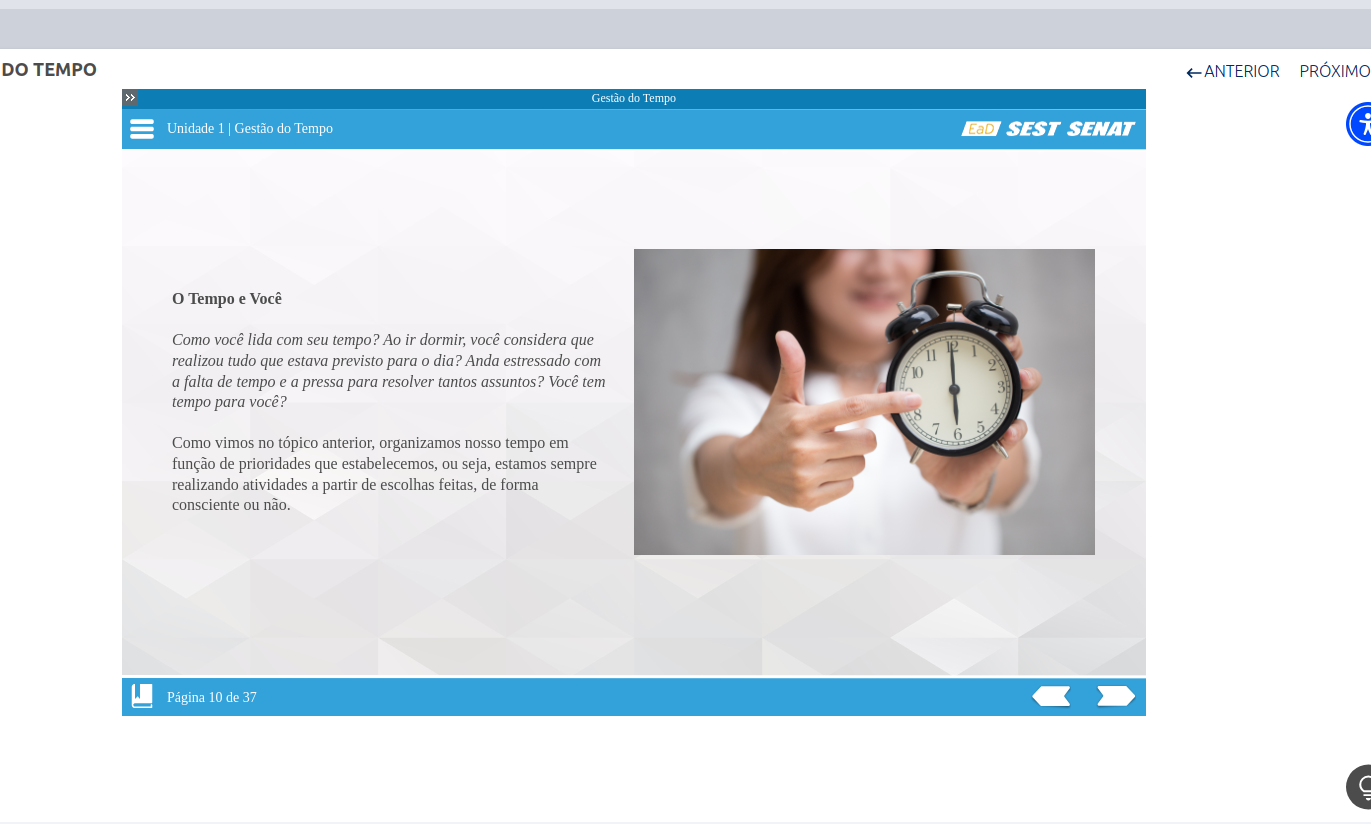 DO TEMPO
ANTERIOR PRÓXIMO
Gestão do Tempo
Unidade 1 | Gestão do Tempo
EaD SEST SENAT
O Tempo e Você
Como você lida com seu tempo? Ao ir dormir, você considera que
realizou tudo que estava previsto para o dia? Anda estressado com
a falta de tempo e a pressa para resolver tantos assuntos? Você tem
tempo para você?
Como vimos no tópico anterior, organizamos nosso tempo em
função de prioridades que estabelecemos, ou seja, estamos sempre
realizando atividades a partir de escolhas feitas, de forma
consciente ou não.
12
11 1
10 2
3
8 4
7 5
6
Página 10 de 37